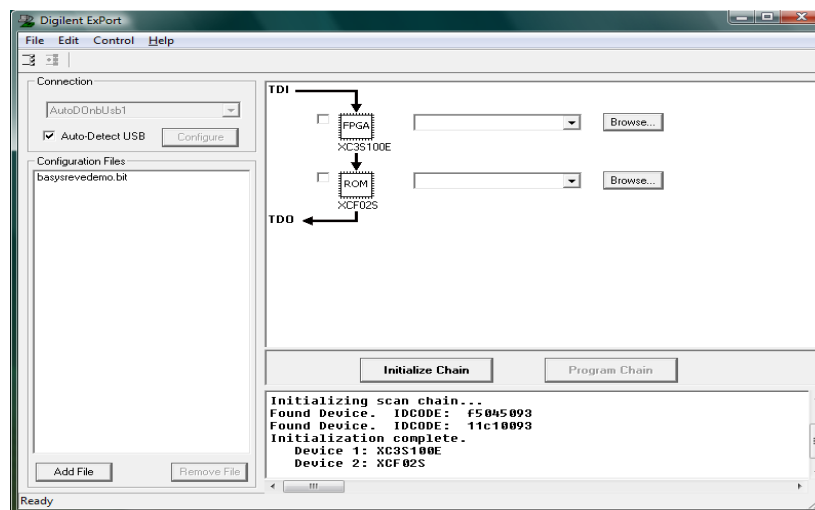 Digilent ExPort
File Edit Control Help
Connection
AutoDOnbUsb1
Auto-Detect USB Configure
Configuration Files
basysrevedemo.bit
Add File Remove File
TDI
FPGA Browse...
XC3S100E
ROM Browse...
XCF02S
TDO
Initialize Chain Program Chain
Initializing scan chain...
Found Device. IDCODE: f5045093
Found Device. IDCODE: 11c10093
Initialization complete.
Device 1: XC3S100E
Device 2: XCF02S
Ready